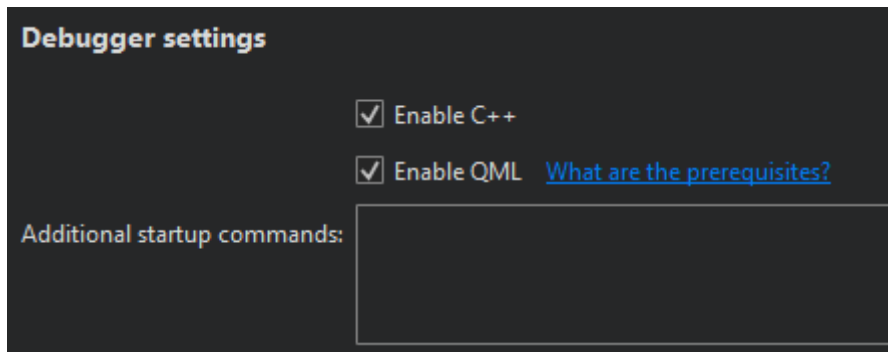 Debugger settings
Enable C++
Enable QML What are the prerequisites?
Additional startup commands: